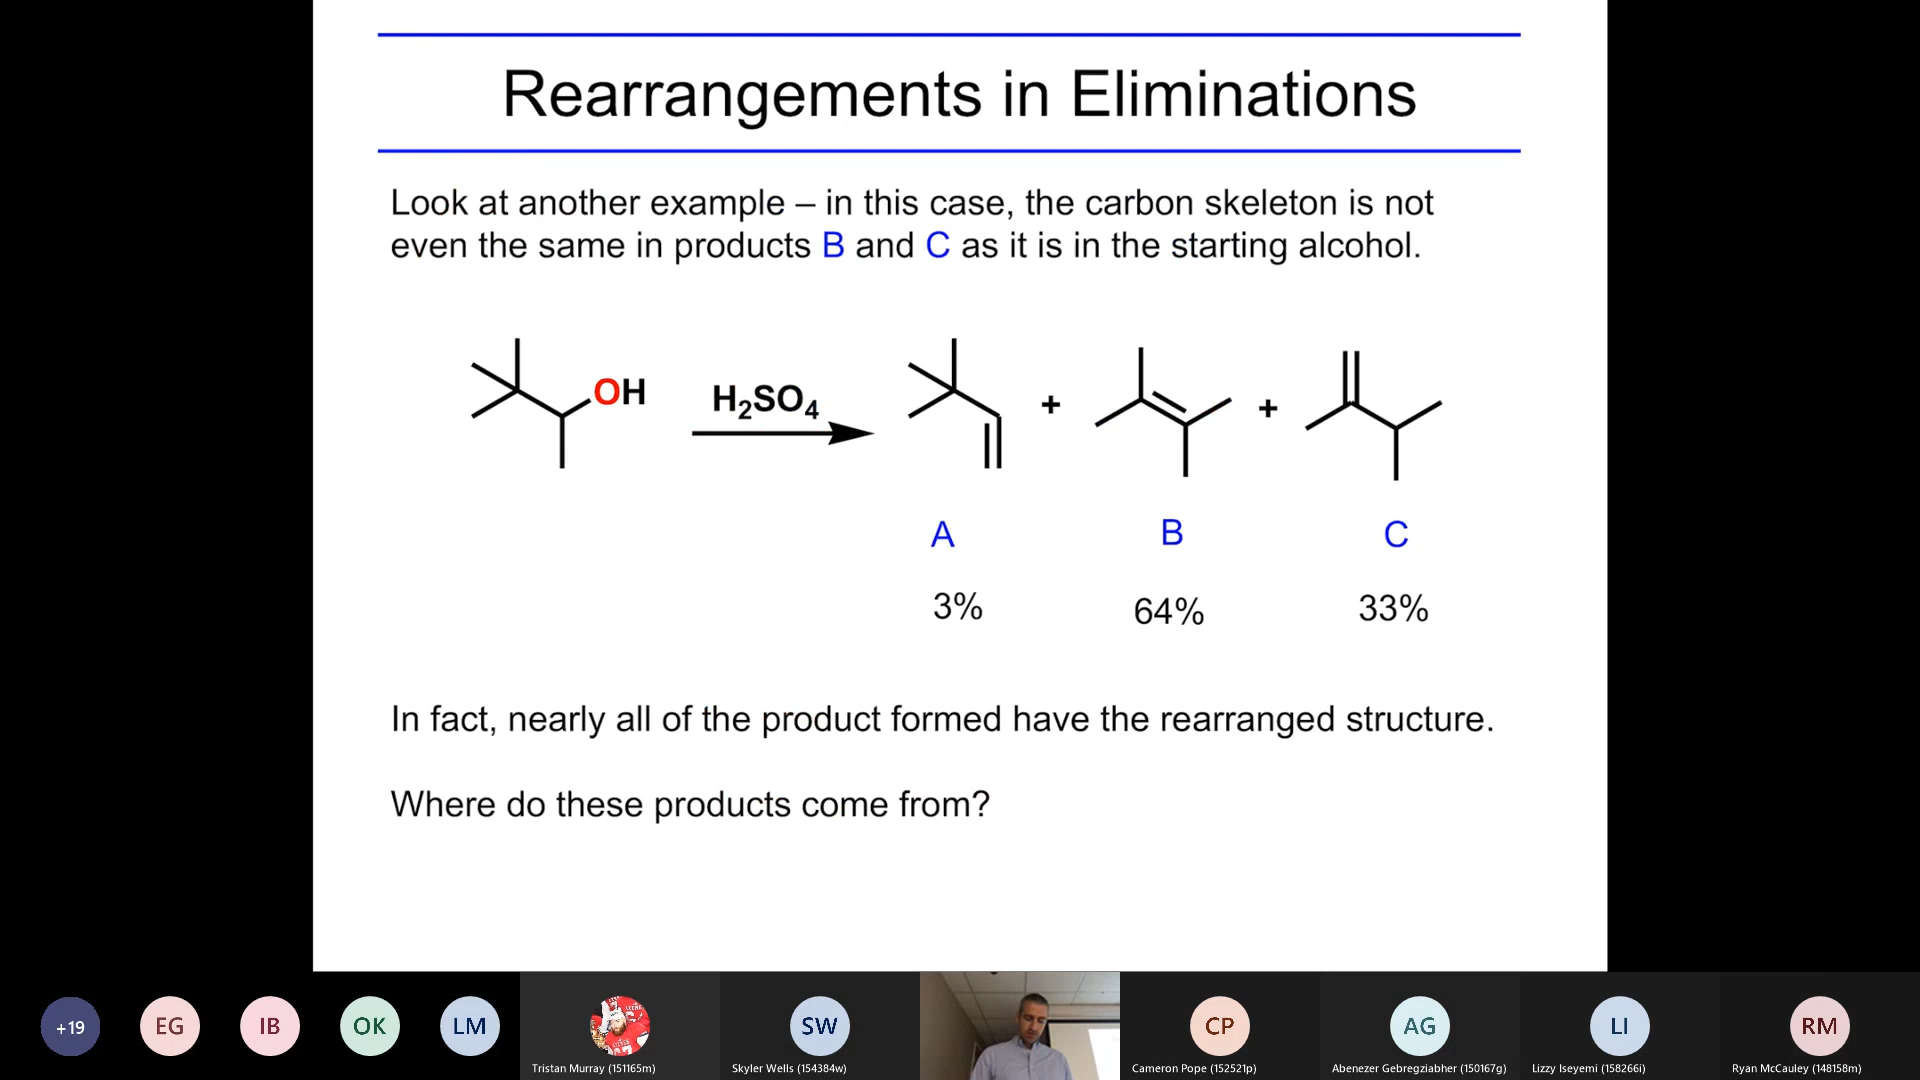 Rearrangements in Eliminations
Look at another example – in this case, the carbon skeleton is not
even the same in products B and C as it is in the starting alcohol.
OH
H₂SO₄
+
+
A
B
C
3%
64%
33%
In fact, nearly all of the product formed have the rearranged structure.
Where do these products come from?
+19
EG
IB
OK
LM
SW
CP
AG
LI
RM
Tristan Murray (151165m)
Skyler Wells (154384w)
Cameron Pope (152521p)
Abenezer Gebregziabher (150167g)
Lizzy Iseyemi (158266i)
Ryan McCauley (148158m)